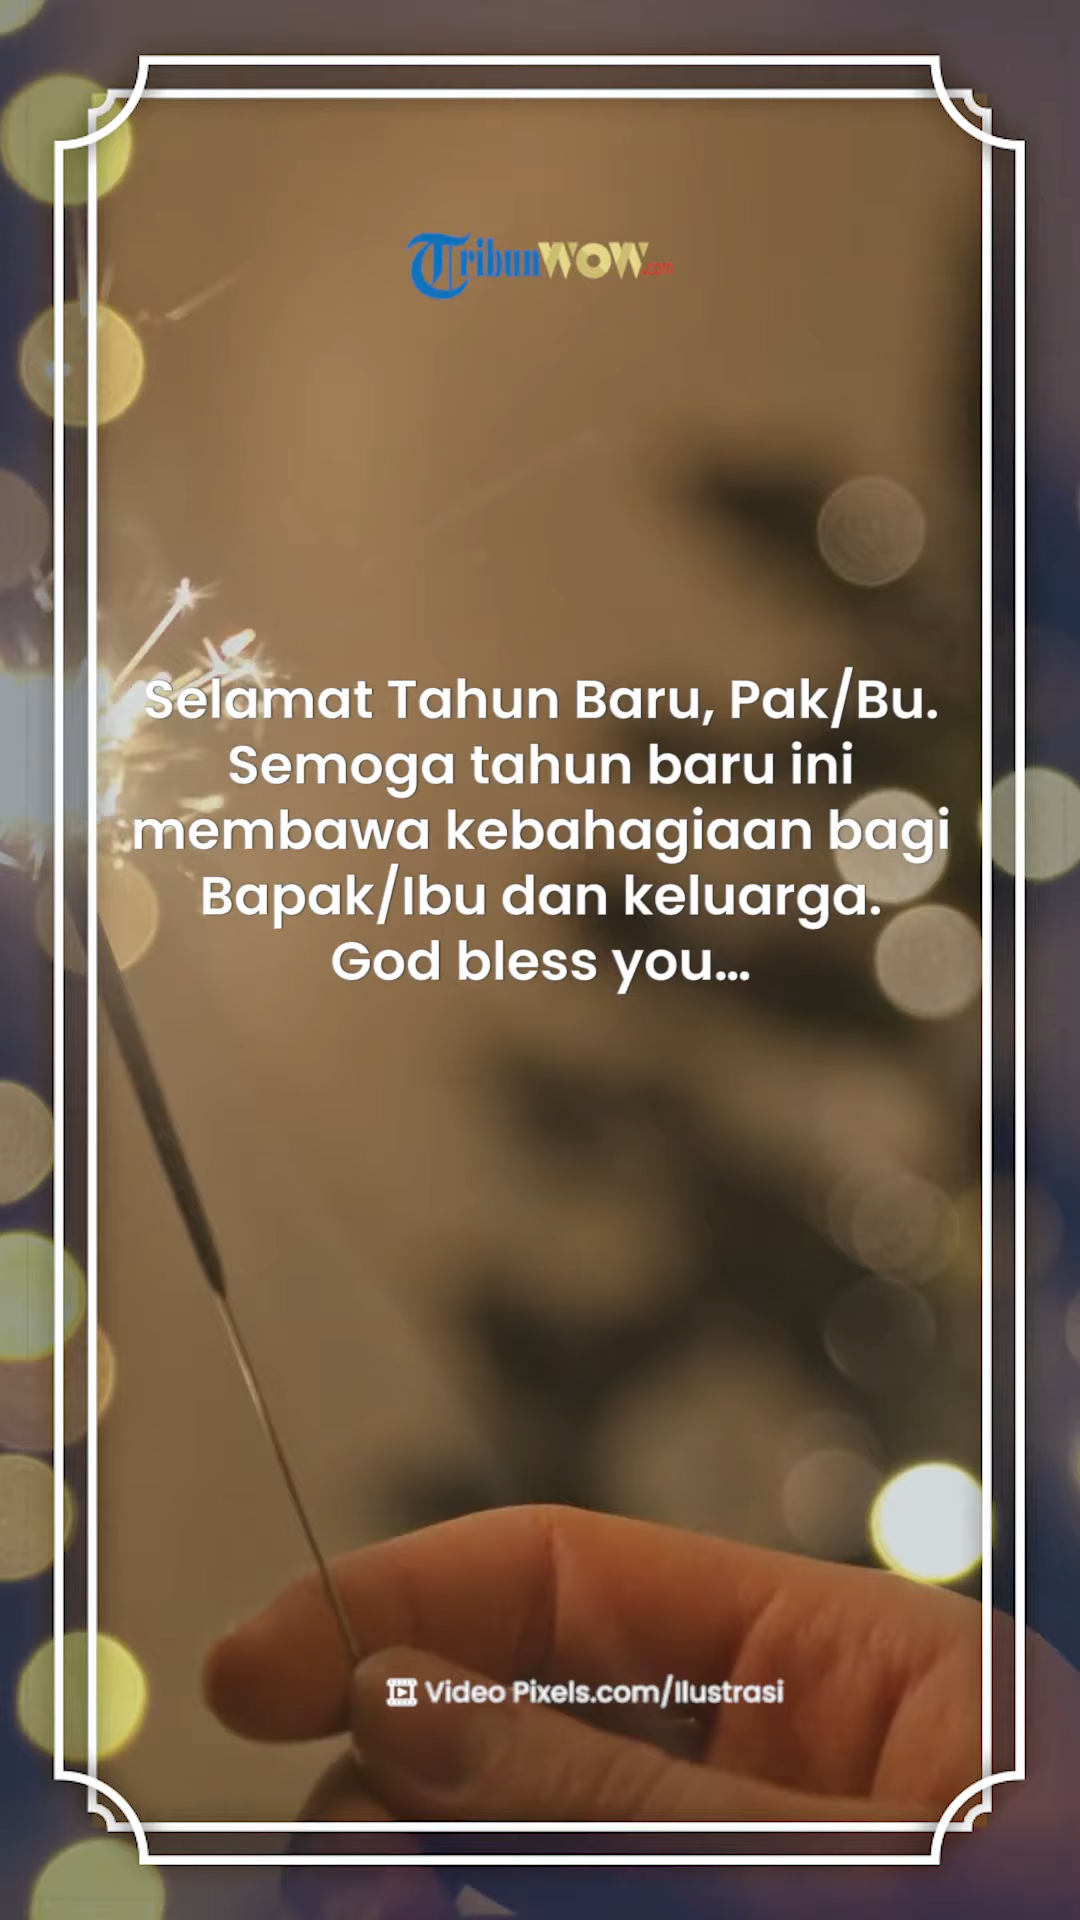 TribunWOW.com
Selamat Tahun Baru, Pak/Bu.
Semoga tahun baru ini
membawa kebahagiaan bagi
Bapak/Ibu dan keluarga.
God bless you...
Video Pixels.com/Ilustrasi